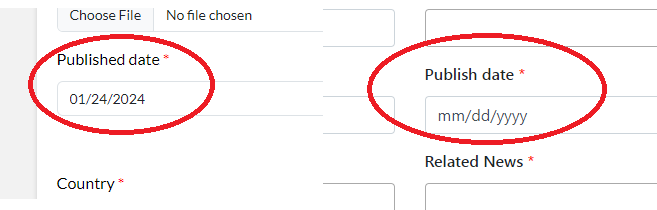 Choose File No file chosen
Published date *
01/24/2024
Country *
Publish date *
mm/dd/yyyy
Related News *